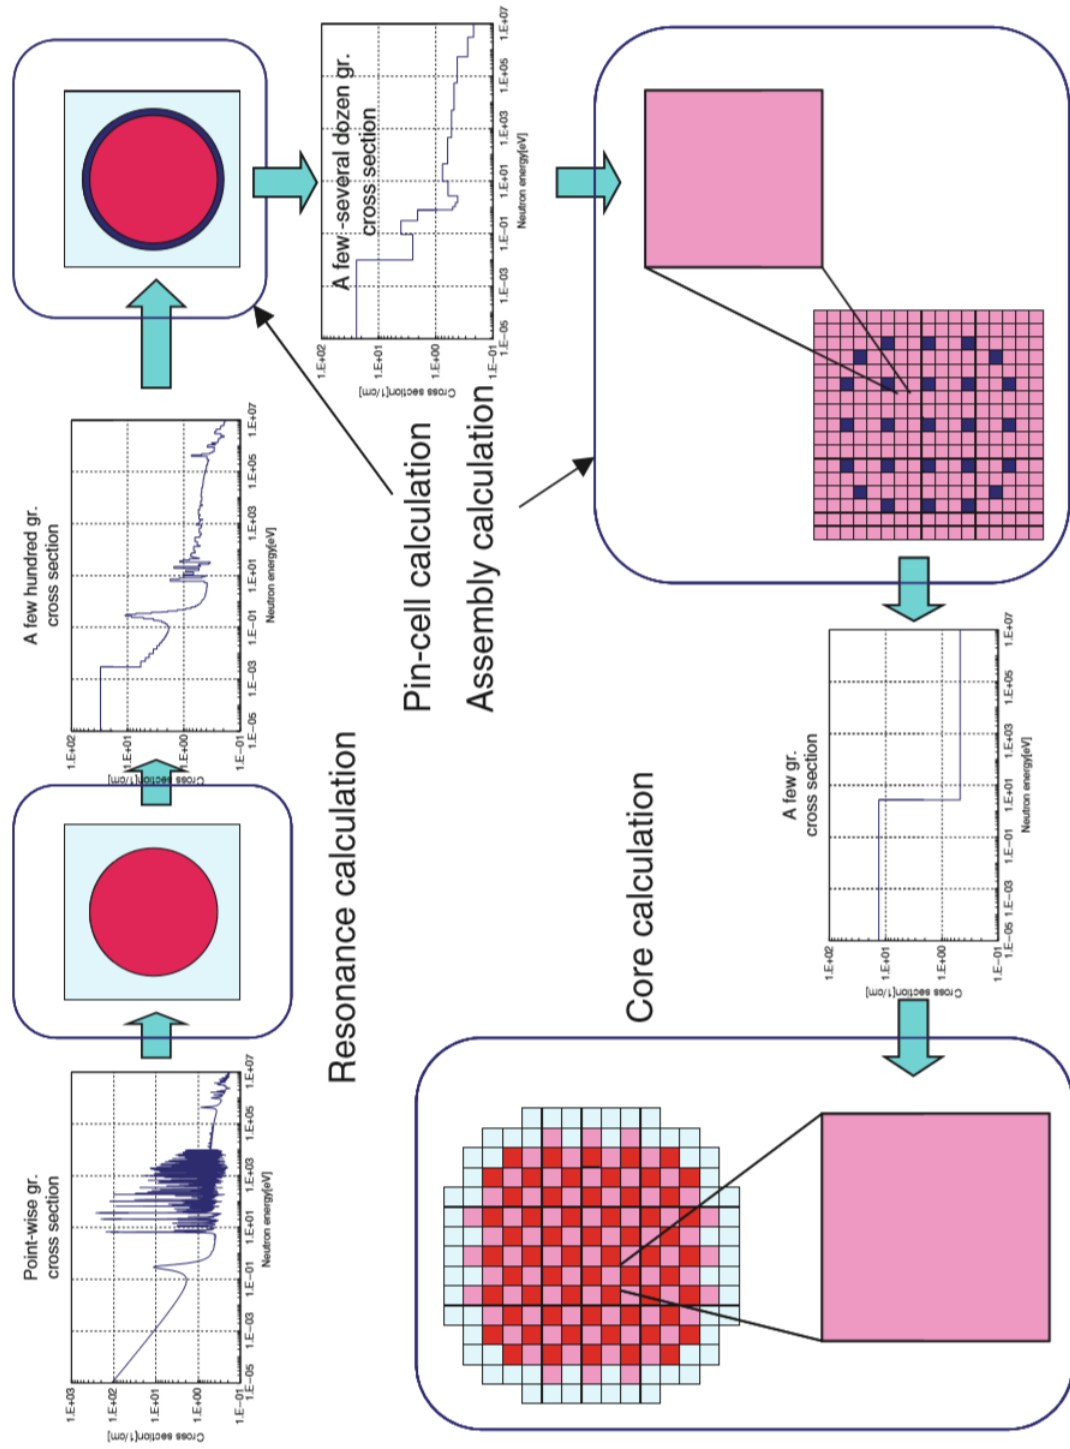 Point-wise gr.
cross section
Cross section[1/cm]
1.E+03
1.E+02
1.E+01
1.E+00
1.E−01
1.E−05 1.E−03 1.E−01 1.E+01 1.E+03 1.E+05 1.E+07
Neutron energy[eV]
A few hundred gr.
cross section
Cross section[1/cm]
1.E+02
1.E+01
1.E+00
1.E−01
1.E−05 1.E−03 1.E−01 1.E+01 1.E+03 1.E+05 1.E+07
Neutron energy[eV]
Resonance calculation
Pin-cell calculation
Assembly calculation
A few -several dozen gr.
cross section
Cross section[1/cm]
1.E+02
1.E+01
1.E+00
1.E−01
1.E−05 1.E−03 1.E−01 1.E+01 1.E+03 1.E+05 1.E+07
Neutron energy[eV]
Core calculation
A few gr.
cross section
Cross section[1/cm]
1.E+02
1.E+01
1.E+00
1.E−01
1.E−05 1.E−03 1.E−01 1.E+01 1.E+03 1.E+05 1.E+07
Neutron energy[eV]